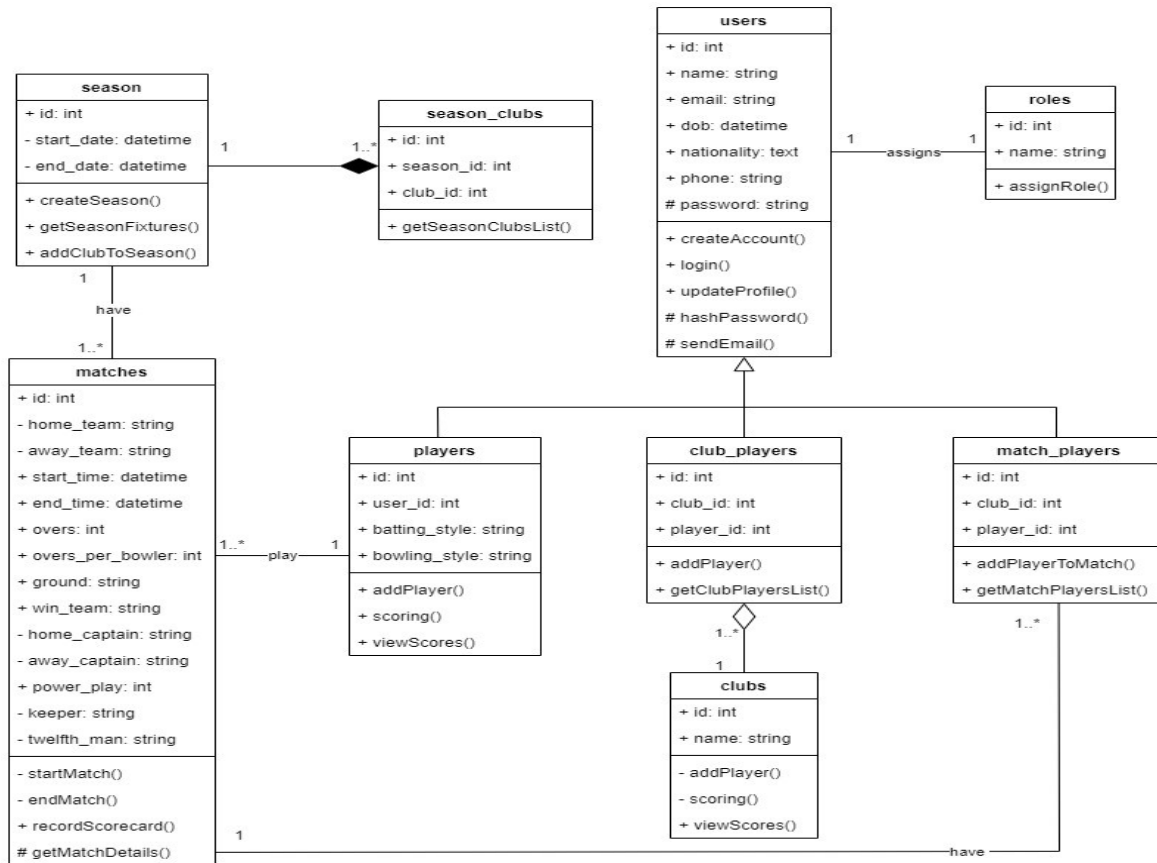 users
+ id: int
+ name: string
+ email: string
+ dob: datetime
+ nationality: text
+ phone: string
# password: string
+ createAccount()
+ login()
+ updateProfile()
# hashPassword()
# sendEmail()
1
assigns
1
roles
+ id: int
+ name: string
+ assignRole()
season
+ id: int
- start_date: datetime
- end_date: datetime
+ createSeason()
+ getSeasonFixtures()
+ addClubToSeason()
1
1..*
season_clubs
+ id: int
+ season_id: int
+ club_id: int
+ getSeasonClubsList()
1
have
1..*
matches
+ id: int
- home_team: string
- away_team: string
+ start_time: datetime
+ end_time: datetime
+ overs: int
+ overs_per_bowler: int
+ ground: string
+ win_team: string
- home_captain: string
- away_captain: string
+ power_play: int
- keeper: string
- twelfth_man: string
- startMatch()
- endMatch()
+ recordScorecard()
# getMatchDetails()
1..*
play
1
players
+ id: int
+ user_id: int
+ batting_style: string
+ bowling_style: string
+ addPlayer()
+ scoring()
+ viewScores()
club_players
+ id: int
+ club_id: int
+ player_id: int
+ addPlayer()
+ getClubPlayersList()
1..*
1
clubs
+ id: int
+ name: string
- addPlayer()
- scoring()
+ viewScores()
match_players
+ id: int
+ club_id: int
+ player_id: int
+ addPlayerToMatch()
+ getMatchPlayersList()
1..*
1
have